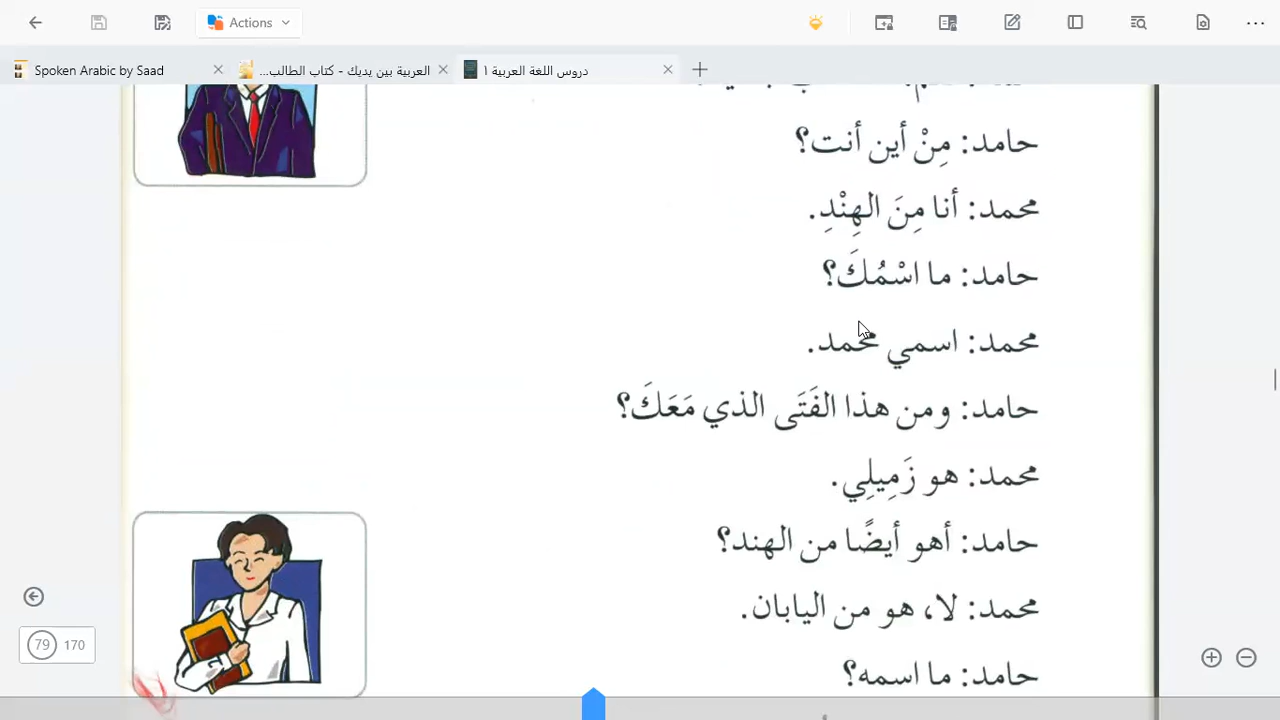 Actions
Spoken Arabic by Saad
العربية بين يديك - كتاب الطالب...
دروس اللغة العربية ١
حامد: مِنْ أين أنت؟
محمد: أنا مِنَ الهِنْدِ.
حامد: ما اسْمُكَ؟
محمد: اسمي محمد.
حامد: ومن هذا الفَتَى الذي مَعَكَ؟
محمد: هو زَمِيلِي.
حامد: أهو أيضًا من الهند؟
محمد: لا، هو من اليابان.
حامد: ما اسمه؟
79 170